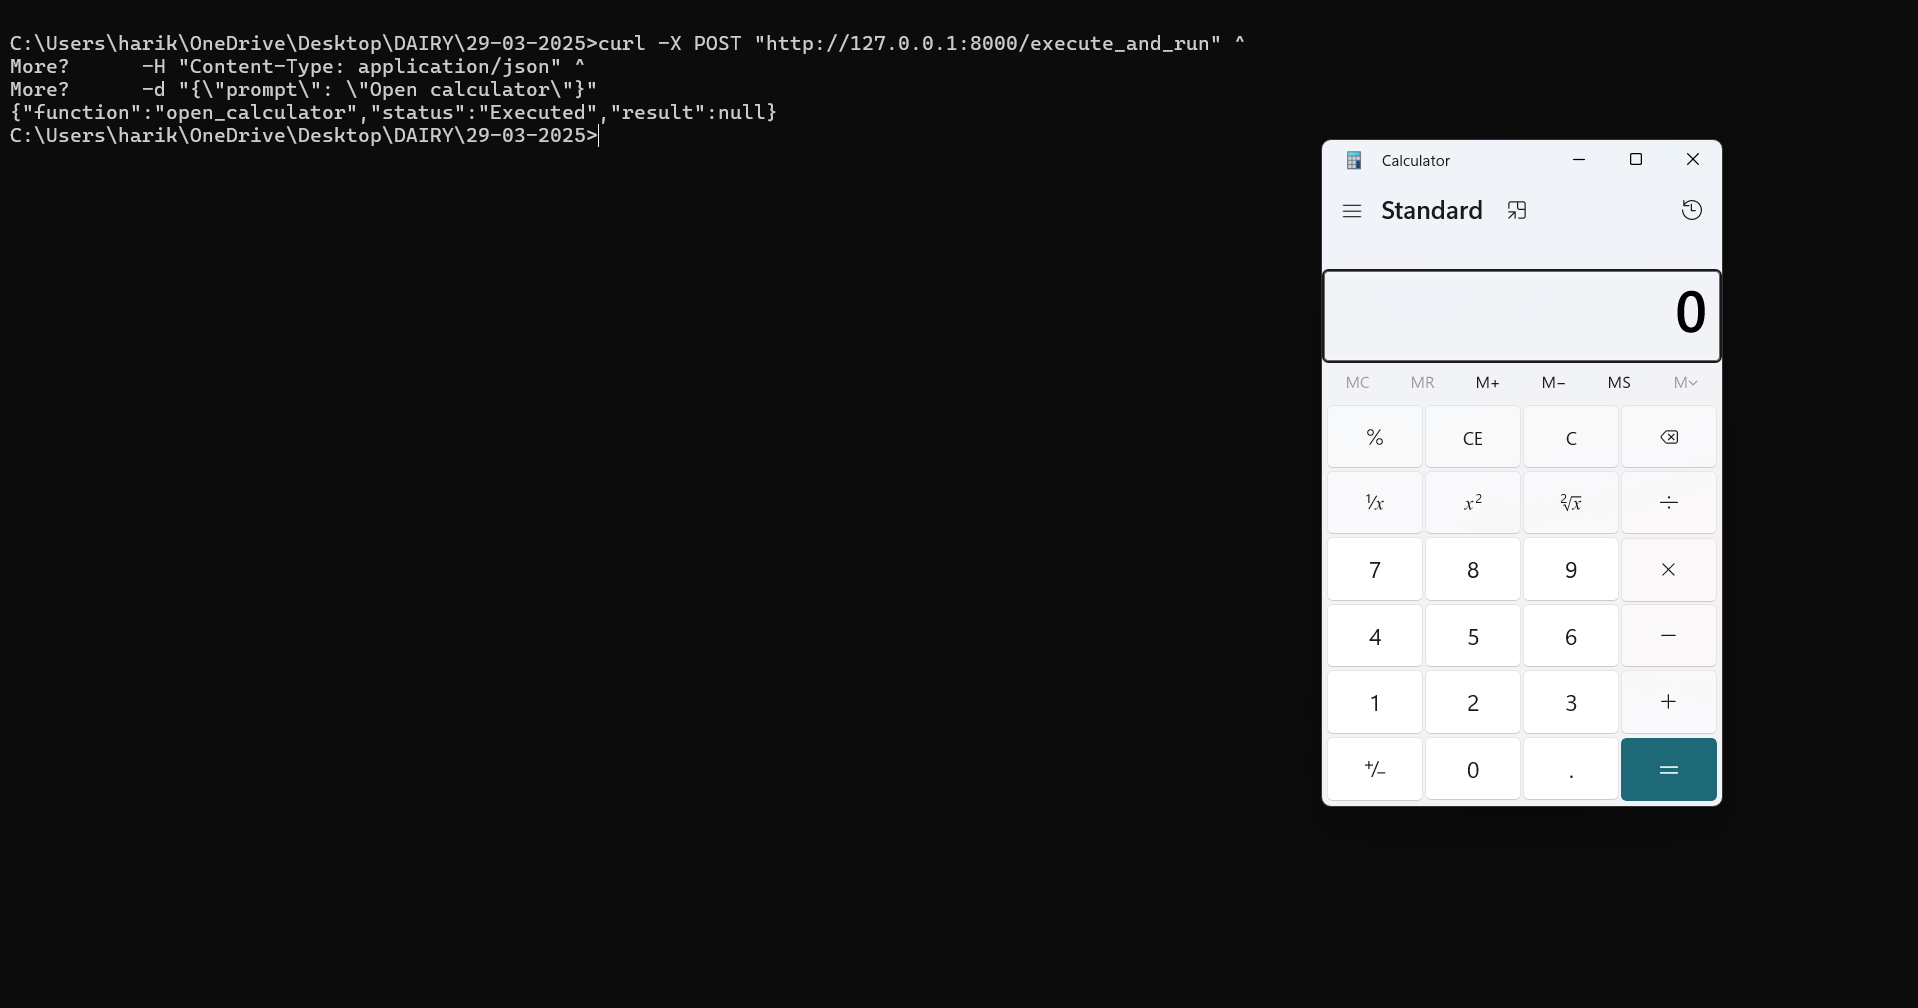 C:\Users\harik\OneDrive\Desktop\DAIRY\29-03-2025>curl -X POST "http://127.0.0.1:8000/execute_and_run" ^
More?      -H "Content-Type: application/json" ^
More?      -d "{\"prompt\": \"Open calculator\"}"
{"function":"open_calculator","status":"Executed","result":null}
C:\Users\harik\OneDrive\Desktop\DAIRY\29-03-2025>
Calculator
Standard
0
MC MR M+ M− MS M˅
% CE C
¹⁄x x² ²√x ÷
7 8 9 ×
4 5 6 −
1 2 3 +
+/− 0 . =